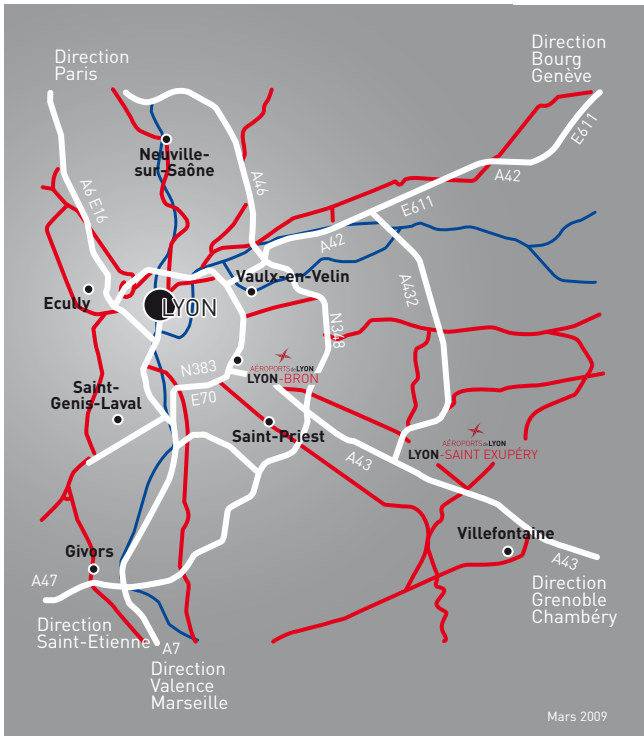 Direction
Paris
Direction
Bourg
Genève
Neuville-
sur-Saône
A46
E611
A42
A6 E16
E611
A42
A432
Vaulx-en-Velin
Ecully
LYON
N348
N383
E70
AÉROPORTS DE LYON
LYON-BRON
Saint-
Genis-Laval
Saint-Priest
AÉROPORTS DE LYON
LYON-SAINT EXUPÉRY
A43
Villefontaine
Givors
A43
A47
Direction
Saint-Etienne
A7
Direction
Grenoble
Chambéry
Direction
Valence
Marseille
Mars 2009